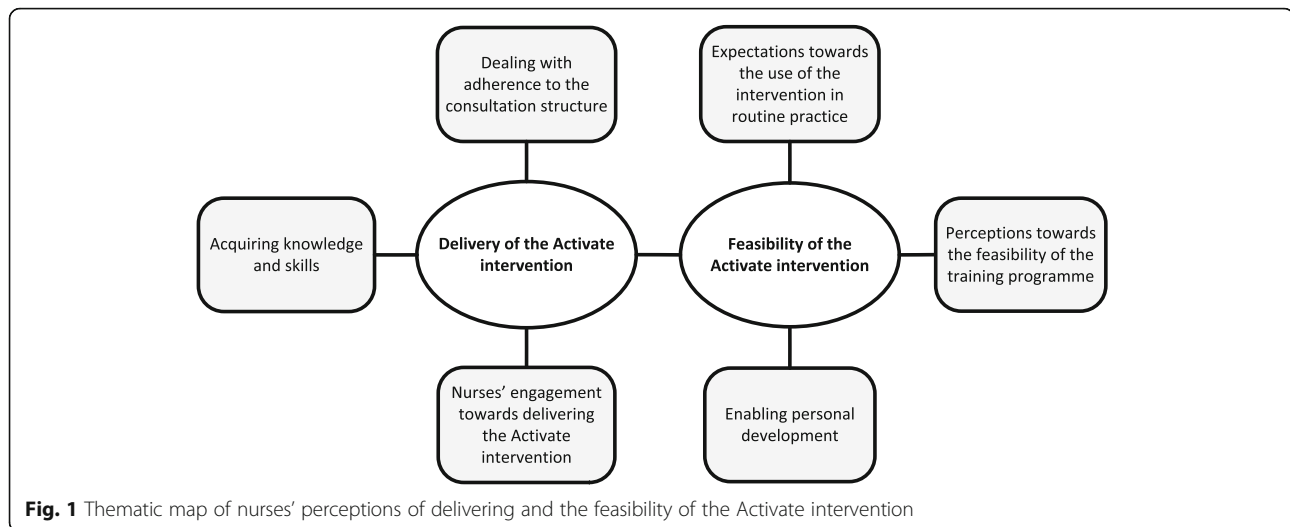 Dealing with
adherence to the
consultation structure
Expectations towards
the use of the
intervention in
routine practice
Acquiring knowledge
and skills
Delivery of the Activate
intervention
Feasibility of the
Activate intervention
Perceptions towards
the feasibility of the
training programme
Nurses’ engagement
towards delivering
the Activate
intervention
Enabling personal
development
Fig. 1 Thematic map of nurses’ perceptions of delivering and the feasibility of the Activate intervention